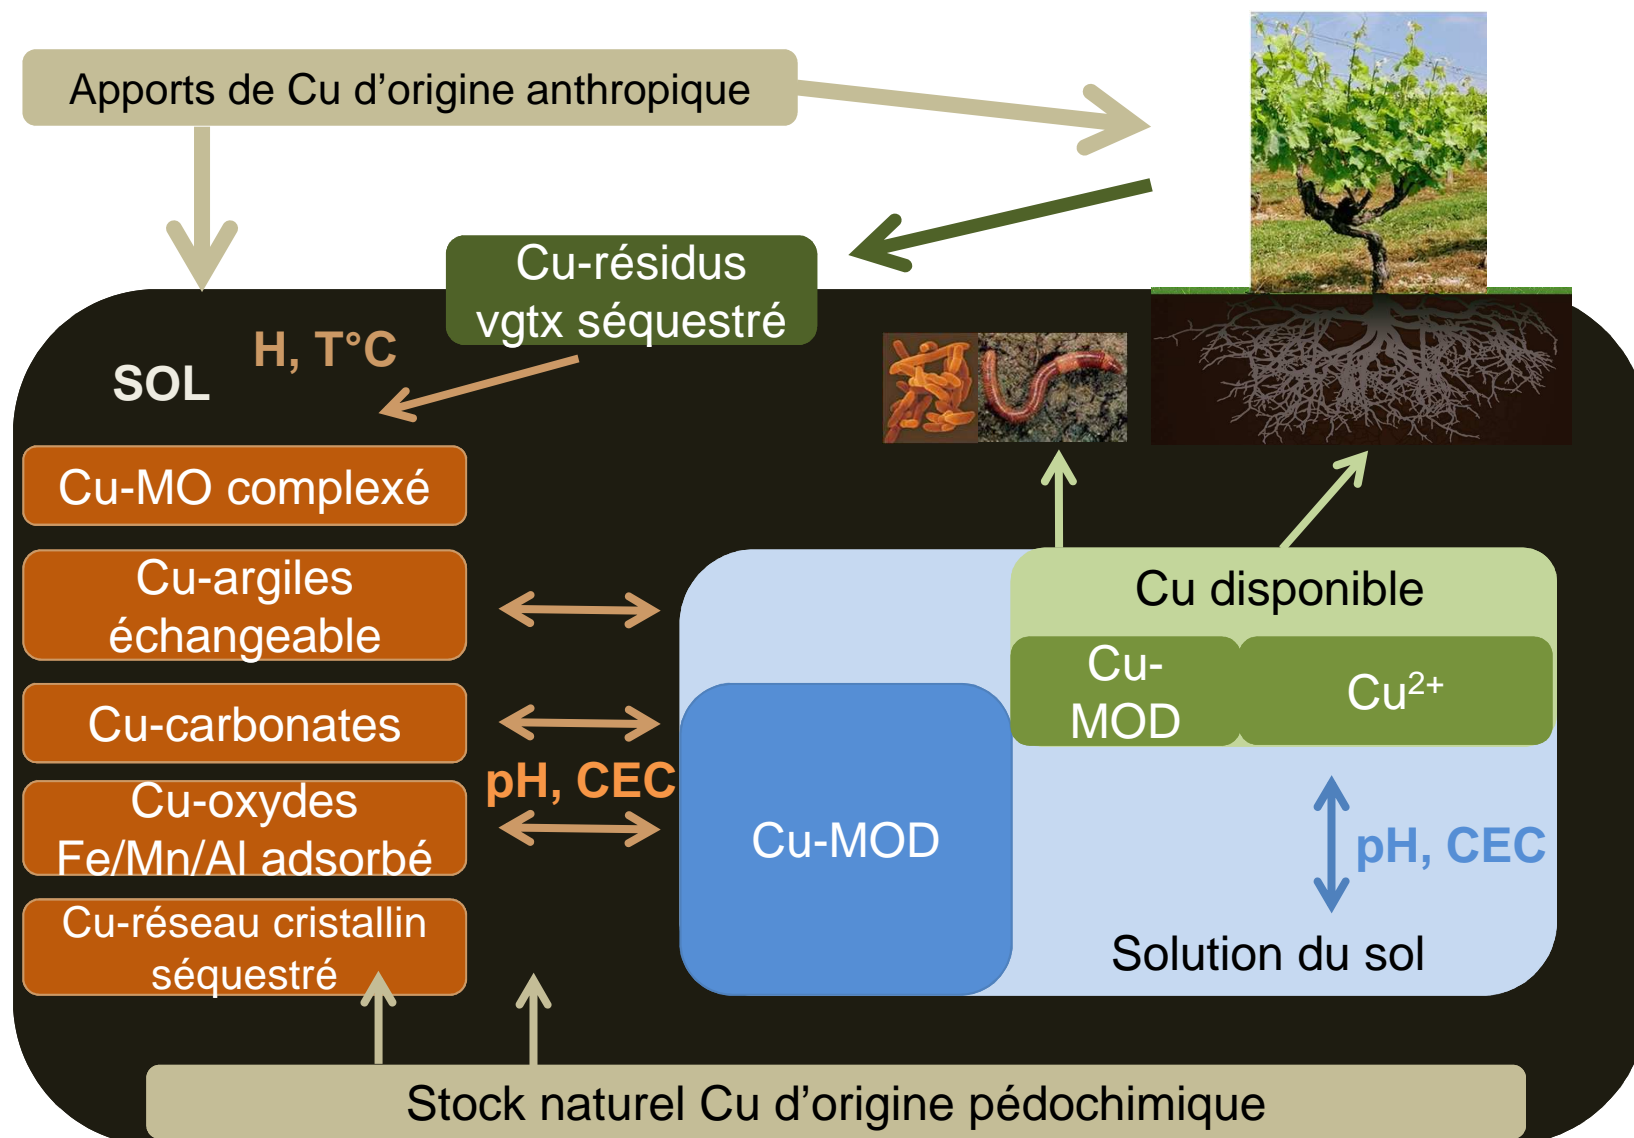 Apports de Cu d'origine anthropique
Cu-résidus
vgtx séquestré
H, T°C
SOL
Cu-MO complexé
Cu-argiles
échangeable
Cu-carbonates
Cu-oxydes
Fe/Mn/Al adsorbé
Cu-réseau cristallin
séquestré
pH, CEC
Cu-MOD
Cu disponible
Cu-
MOD
Cu²⁺
pH, CEC
Solution du sol
Stock naturel Cu d'origine pédochimique